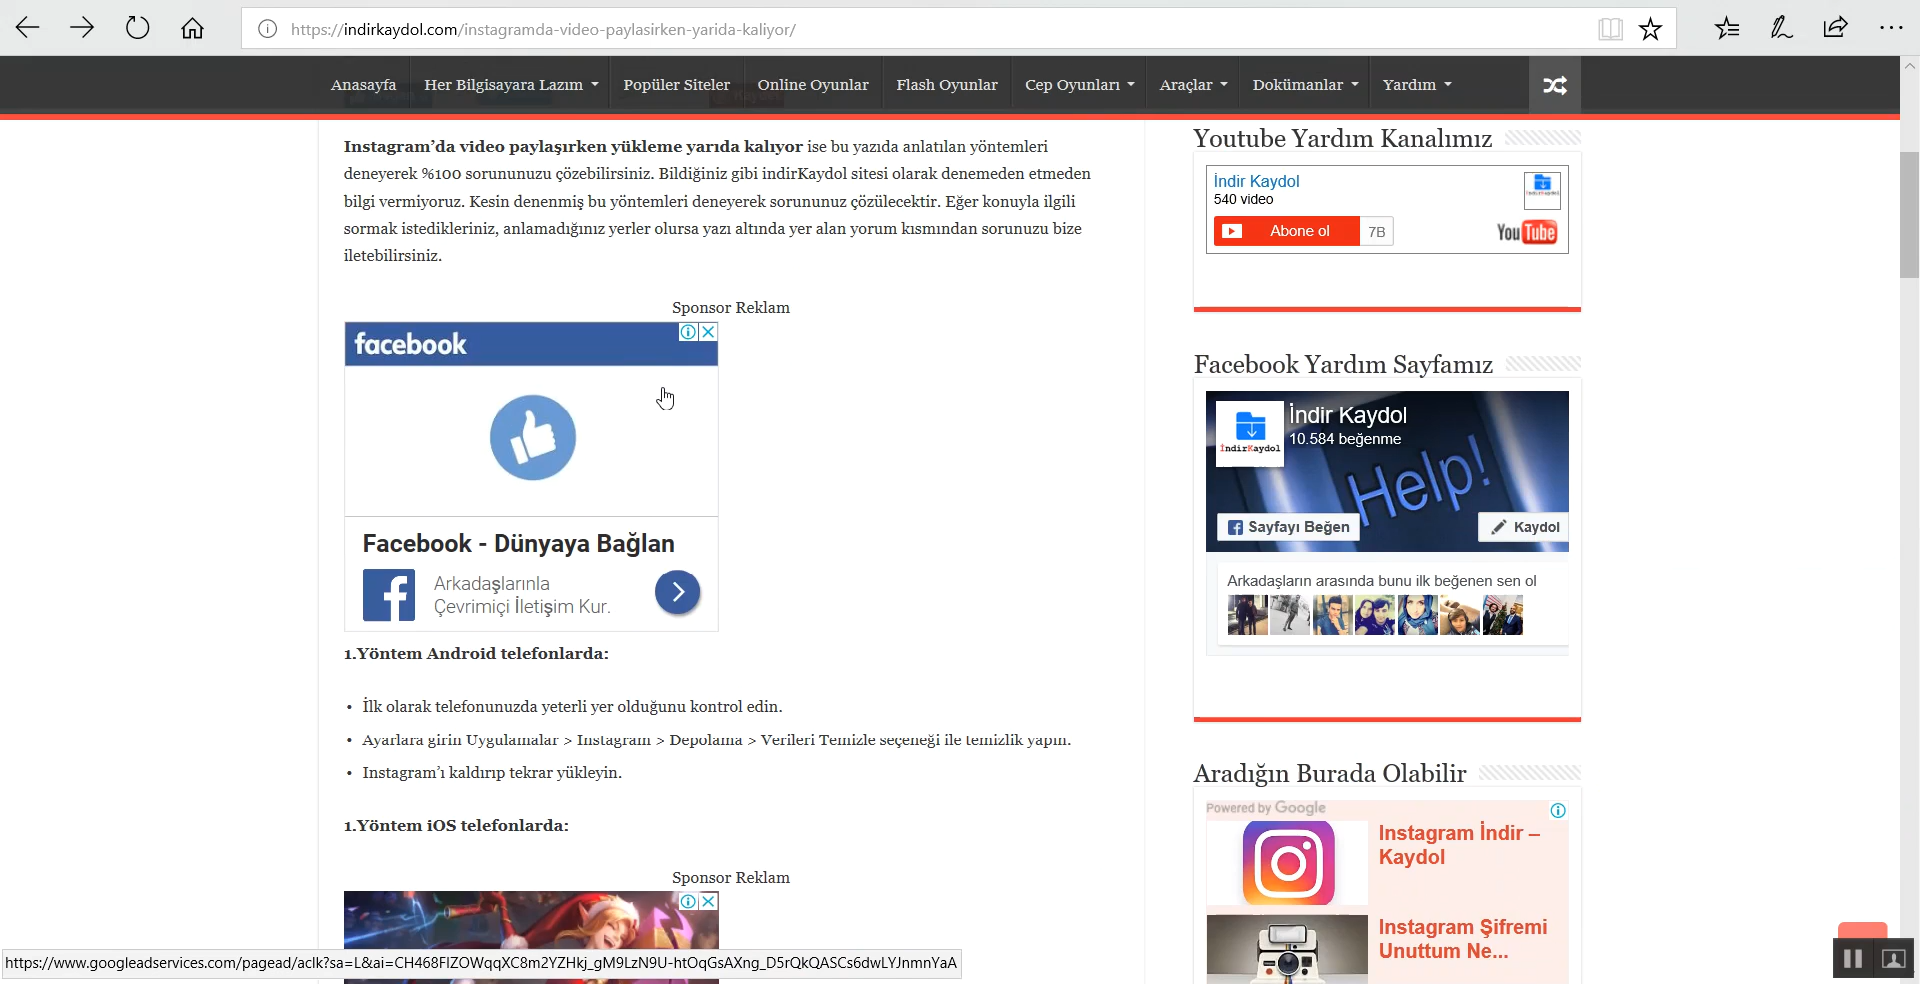 https://indirkaydol.com/instagramda-video-paylasirken-yarida-kaliyor/
Anasayfa
Her Bilgisayara Lazım
Popüler Siteler
Online Oyunlar
Flash Oyunlar
Cep Oyunları
Araçlar
Dokümanlar
Yardım
Instagram’da video paylaşırken yükleme yarıda kalıyor ise bu yazıda anlatılan yöntemleri
deneyerek %100 sorununuzu çözebilirsiniz. Bildiğiniz gibi indirKaydol sitesi olarak denemeden etmeden
bilgi vermiyoruz. Kesin denenmiş bu yöntemleri deneyerek sorununuz çözülecektir. Eğer konuyla ilgili
sormak istedikleriniz, anlamadığınız yerler olursa yazı altında yer alan yorum kısmından sorunuzu bize
iletebilirsiniz.
Sponsor Reklam
facebook
Facebook - Dünyaya Bağlan
Arkadaşlarınla
Çevrimiçi İletişim Kur.
1.Yöntem Android telefonlarda:
• İlk olarak telefonunuzda yeterli yer olduğunu kontrol edin.
• Ayarlara girin Uygulamalar > Instagram > Depolama > Verileri Temizle seçeneği ile temizlik yapın.
• Instagram’ı kaldırıp tekrar yükleyin.
1.Yöntem iOS telefonlarda:
Sponsor Reklam
https://www.googleadservices.com/pagead/aclk?sa=L&ai=CH468FIZOWqqXC8m2YZHkj_gM9LzN9U-htOqGsAXng_D5rQkQASCs6dwLYJnmnYaA
Youtube Yardım Kanalımız
İndir Kaydol
540 video
Abone ol
7B
YouTube
Facebook Yardım Sayfamız
İndir Kaydol
10.584 beğenme
indirKaydol
Help!
Sayfayı Beğen
Kaydol
Arkadaşların arasında bunu ilk beğenen sen ol
Aradığın Burada Olabilir
Powered by Google
Instagram İndir –
Kaydol
Instagram Şifremi
Unuttum Ne...